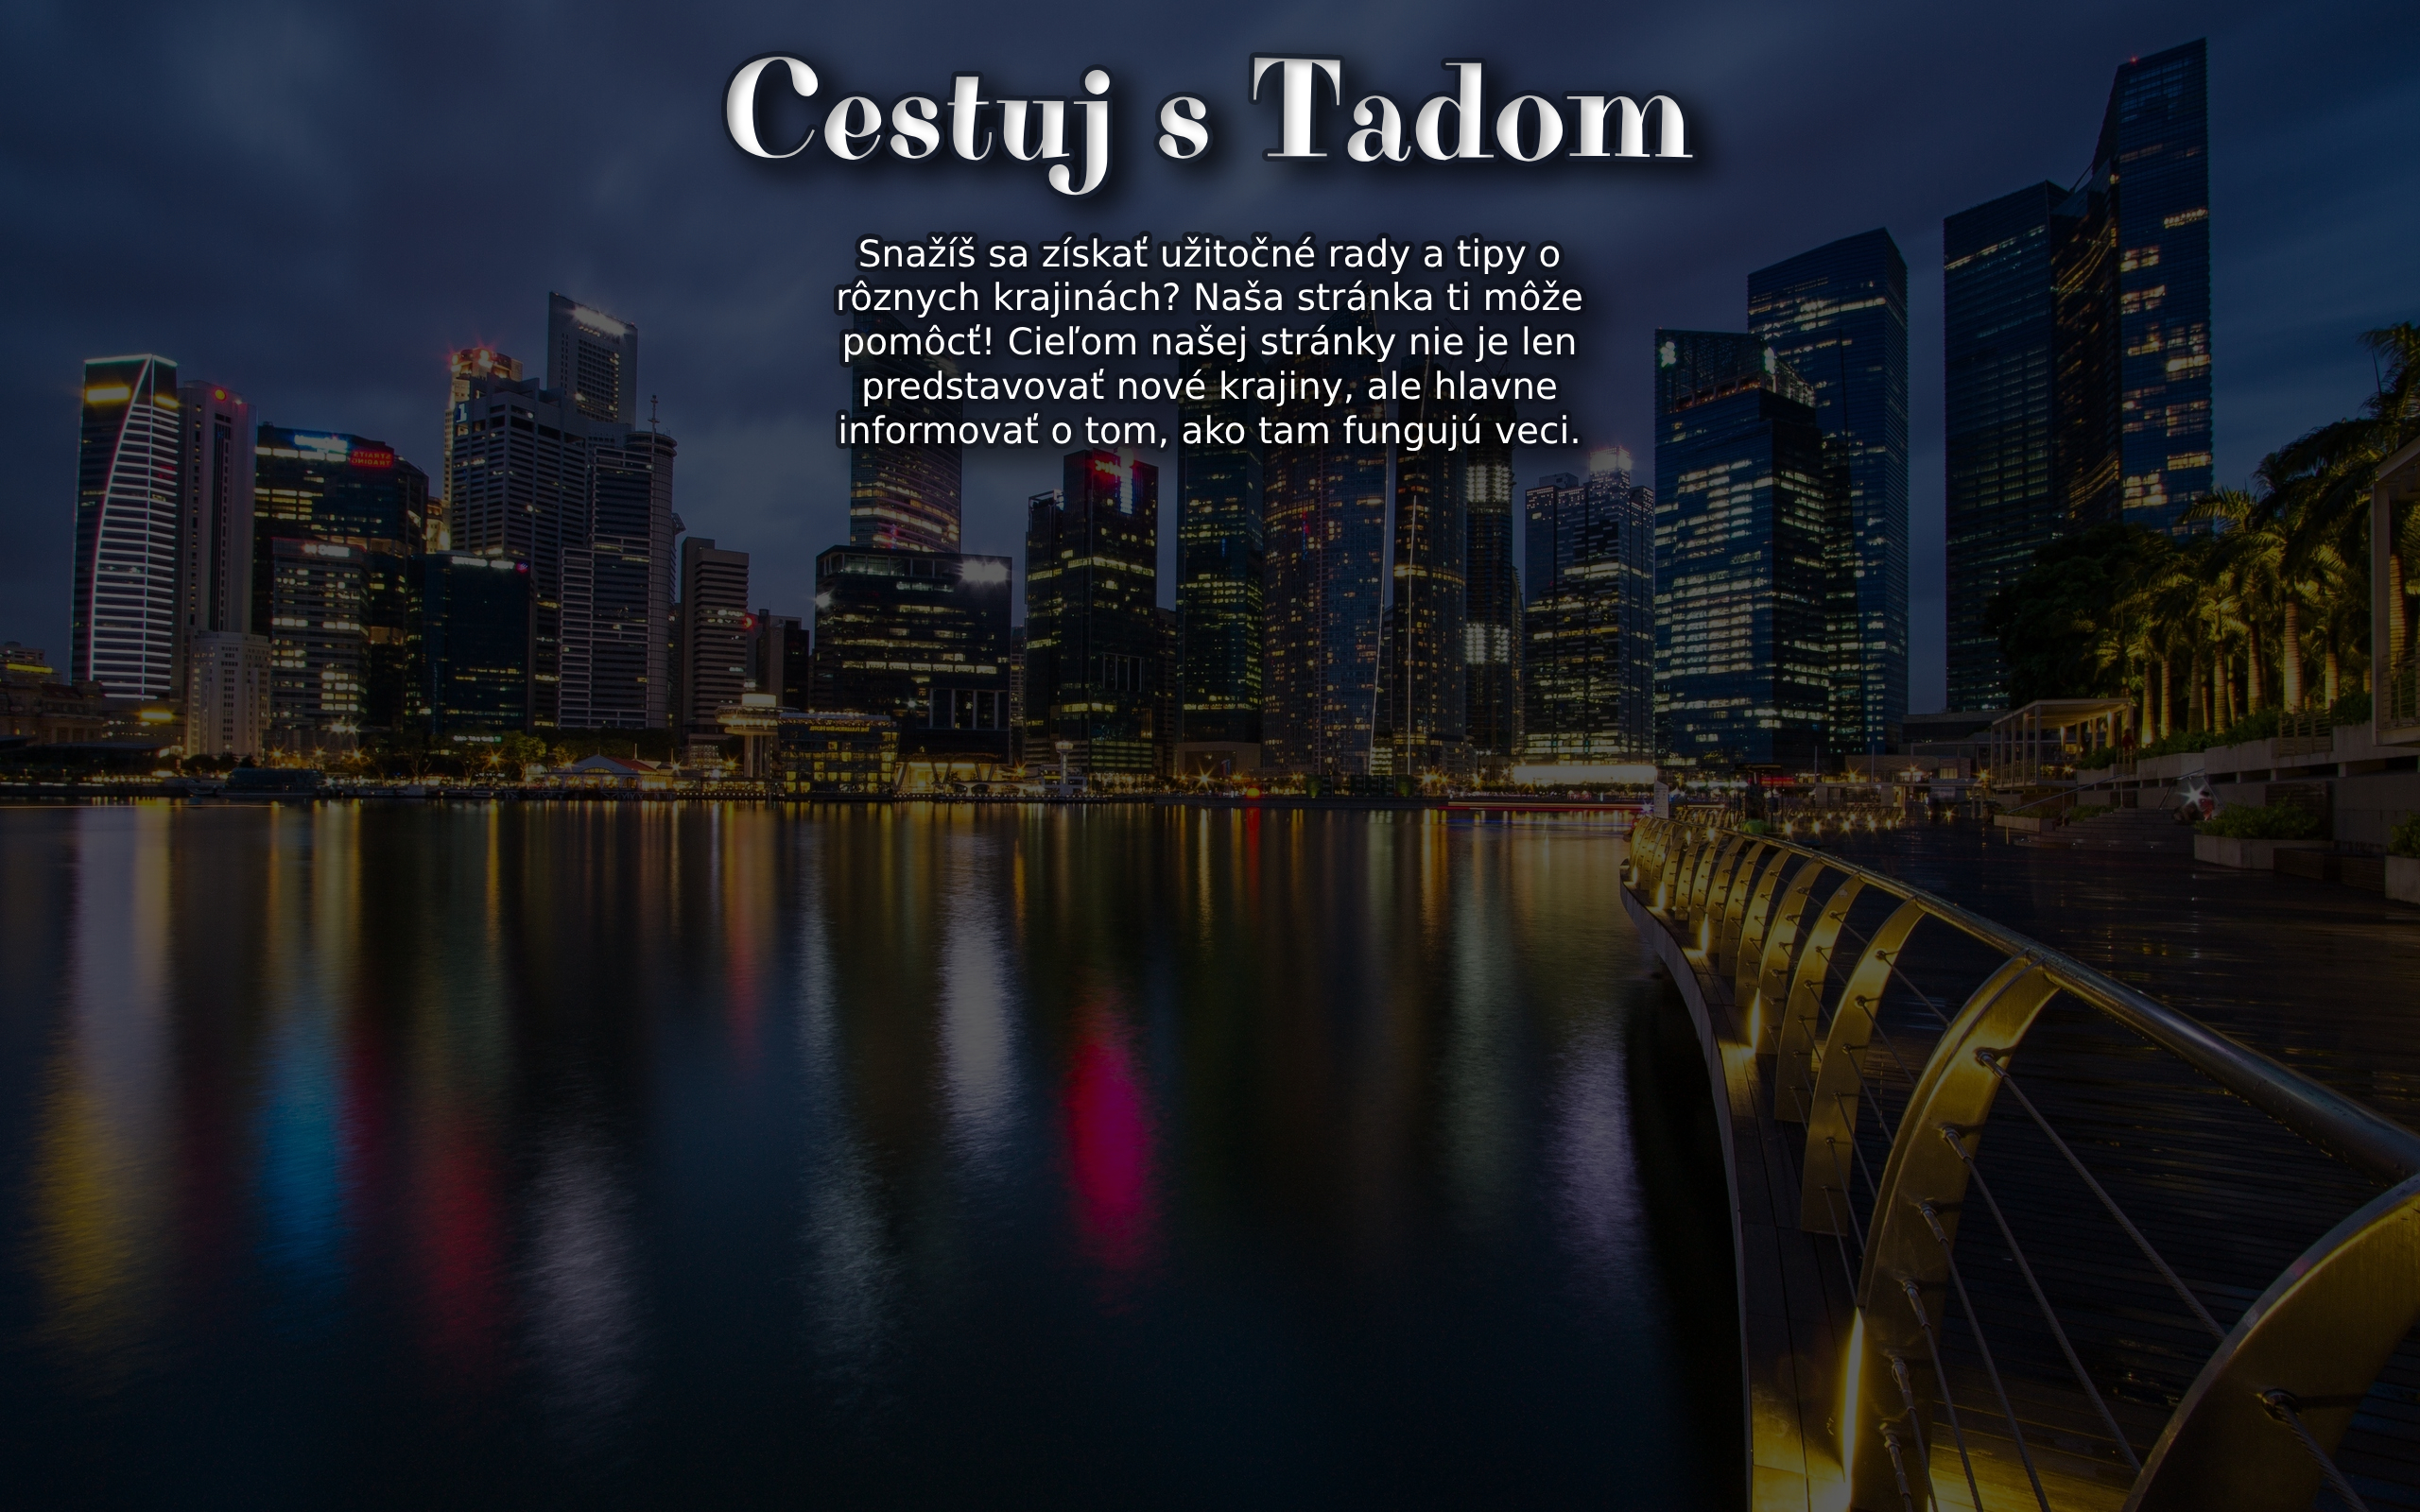 Cestuj s Tadom
Snažíš sa získať užitočné rady a tipy o
rôznych krajinách? Naša stránka ti môže
pomôcť! Cieľom našej stránky nie je len
predstavovať nové krajiny, ale hlavne
informovať o tom, ako tam fungujú veci.